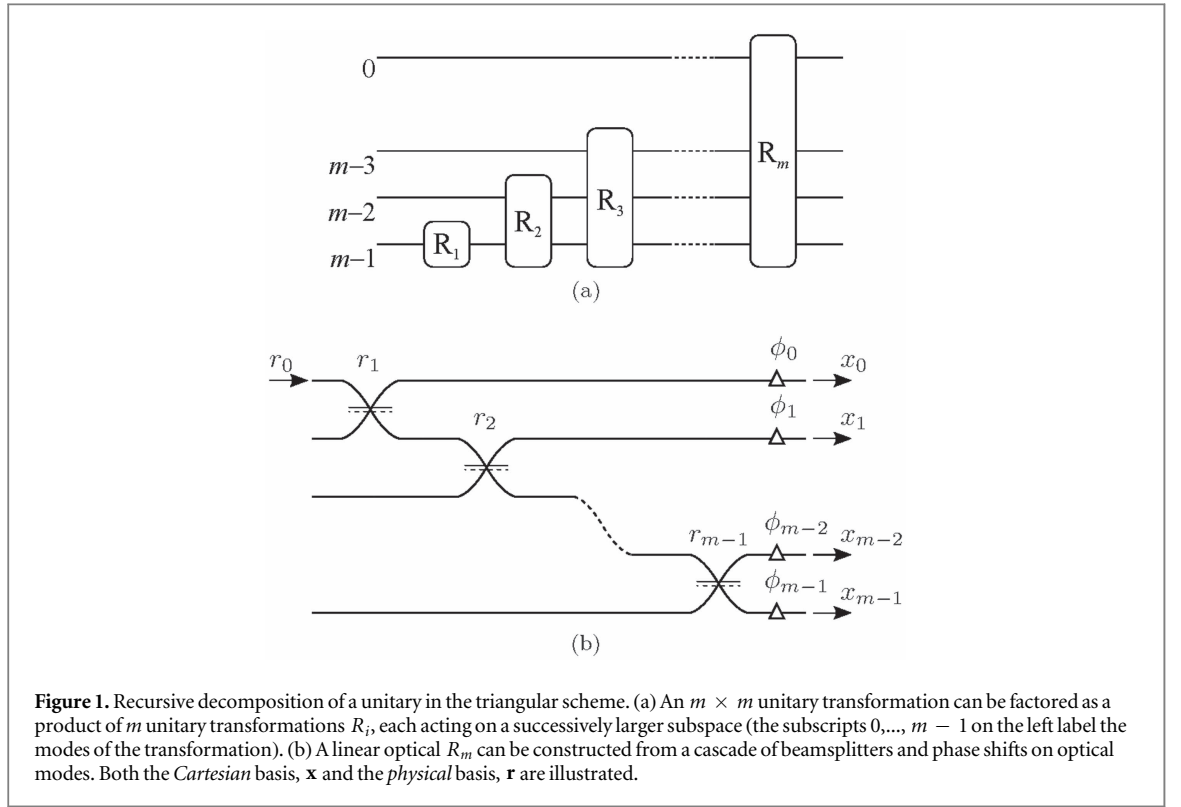 0
m−3
m−2
m−1
R₁
R₂
R₃
Rₘ
(a)
r₀
r₁
r₂
rₘ₋₁
ϕ₀
x₀
ϕ₁
x₁
ϕₘ₋₂
xₘ₋₂
ϕₘ₋₁
xₘ₋₁
(b)
Figure 1. Recursive decomposition of a unitary in the triangular scheme. (a) An m × m unitary transformation can be factored as a
product of m unitary transformations Rᵢ, each acting on a successively larger subspace (the subscripts 0,..., m − 1 on the left label the
modes of the transformation). (b) A linear optical Rₘ can be constructed from a cascade of beamsplitters and phase shifts on optical
modes. Both the Cartesian basis, x and the physical basis, r are illustrated.